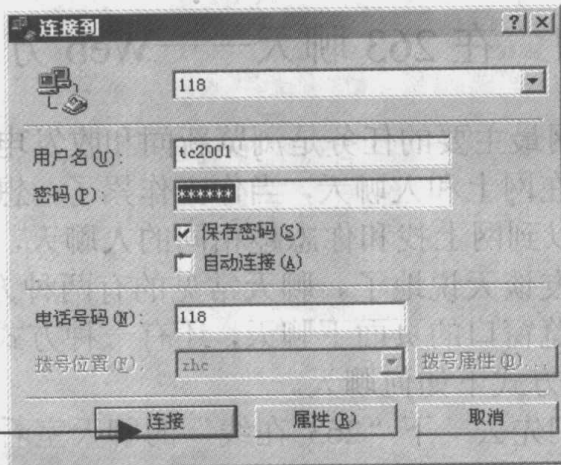 连接到
118
用户名(U): tc2001
密码(P): ******
保存密码(S)
自动连接(A)
电话号码(N): 118
拨号位置(F): zhc 拨号属性(D)...
连接 属性(R) 取消